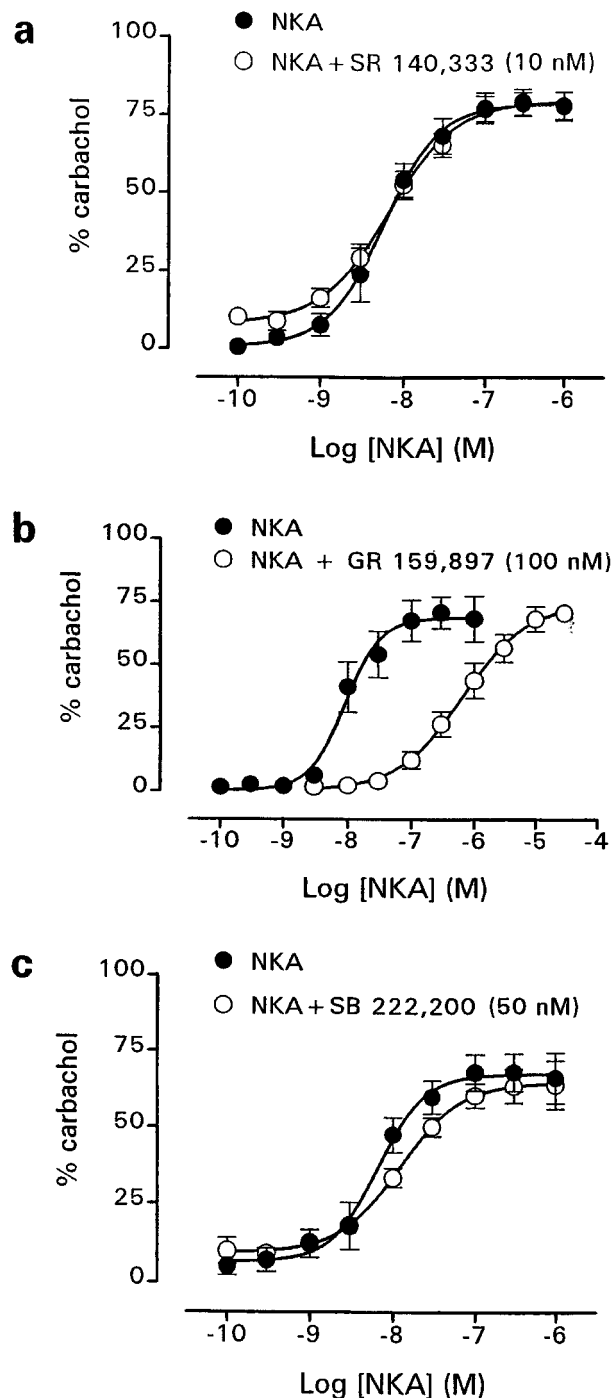 a
NKA
NKA + SR 140,333 (10 nM)
100
75
50
25
0
% carbachol
-10 -9 -8 -7 -6
Log [NKA] (M)
b
NKA
NKA + GR 159,897 (100 nM)
100
75
50
25
0
% carbachol
-10 -9 -8 -7 -6 -5 -4
Log [NKA] (M)
c
NKA
NKA + SB 222,200 (50 nM)
100
75
50
25
0
% carbachol
-10 -9 -8 -7 -6
Log [NKA] (M)